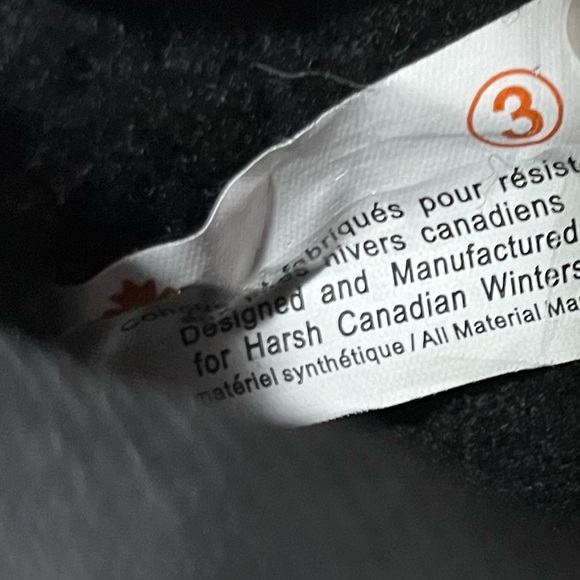 3
fabriqués pour résist
hivers canadiens
Designed and Manufactured
for Harsh Canadian Winters
matériel synthétique / All Material Ma